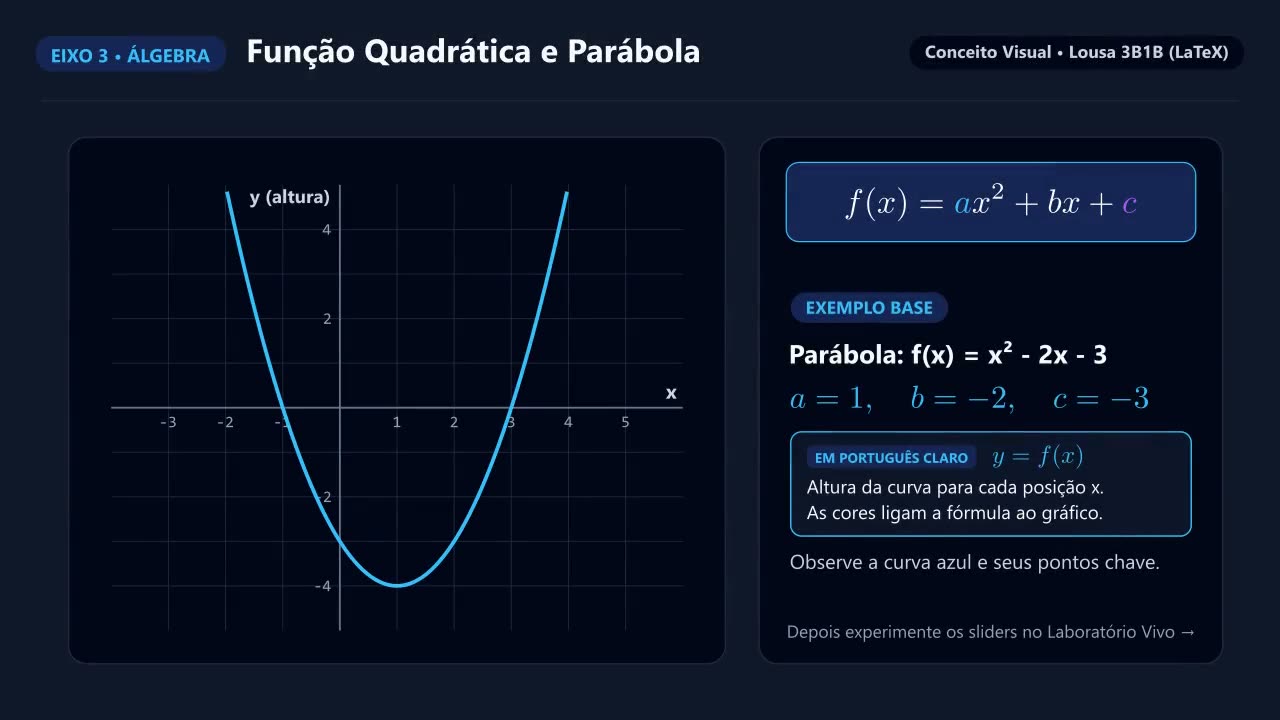 EIXO 3 • ÁLGEBRA
Função Quadrática e Parábola
Conceito Visual • Lousa 3B1B (LaTeX)
y (altura)
4
2
x
-3 -2 -1 1 2 3 4 5
-2
-4
f(x) = ax² + bx + c
EXEMPLO BASE
Parábola: f(x) = x² - 2x - 3
a = 1, b = −2, c = −3
EM PORTUGUÊS CLARO y = f(x)
Altura da curva para cada posição x.
As cores ligam a fórmula ao gráfico.
Observe a curva azul e seus pontos chave.
Depois experimente os sliders no Laboratório Vivo →